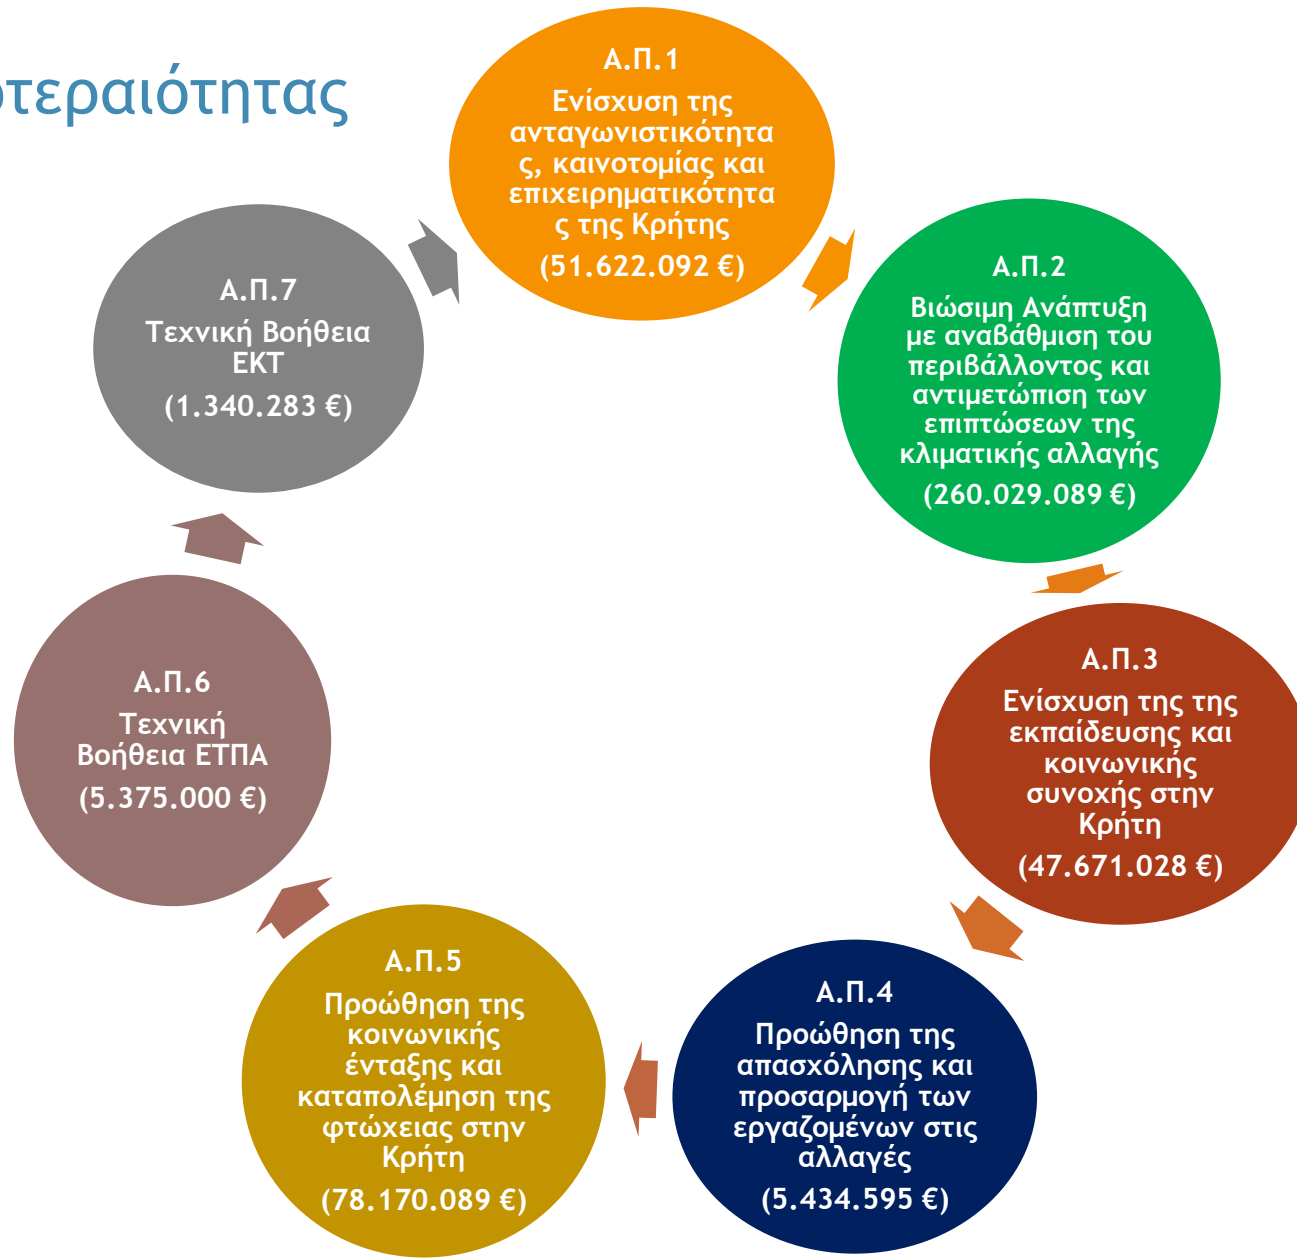 οτεραιότητας
Α.Π.1
Ενίσχυση της
ανταγωνιστικότητα
ς, καινοτομίας και
επιχειρηματικότητα
ς της Κρήτης
(51.622.092 €)
Α.Π.2
Βιώσιμη Ανάπτυξη
με αναβάθμιση του
περιβάλλοντος και
αντιμετώπιση των
επιπτώσεων της
κλιματικής αλλαγής
(260.029.089 €)
Α.Π.3
Ενίσχυση της της
εκπαίδευσης και
κοινωνικής
συνοχής στην
Κρήτη
(47.671.028 €)
Α.Π.4
Προώθηση της
απασχόλησης και
προσαρμογή των
εργαζομένων στις
αλλαγές
(5.434.595 €)
Α.Π.5
Προώθηση της
κοινωνικής
ένταξης και
καταπολέμηση της
φτώχειας στην
Κρήτη
(78.170.089 €)
Α.Π.6
Τεχνική
Βοήθεια ΕΤΠΑ
(5.375.000 €)
Α.Π.7
Τεχνική Βοήθεια
ΕΚΤ
(1.340.283 €)